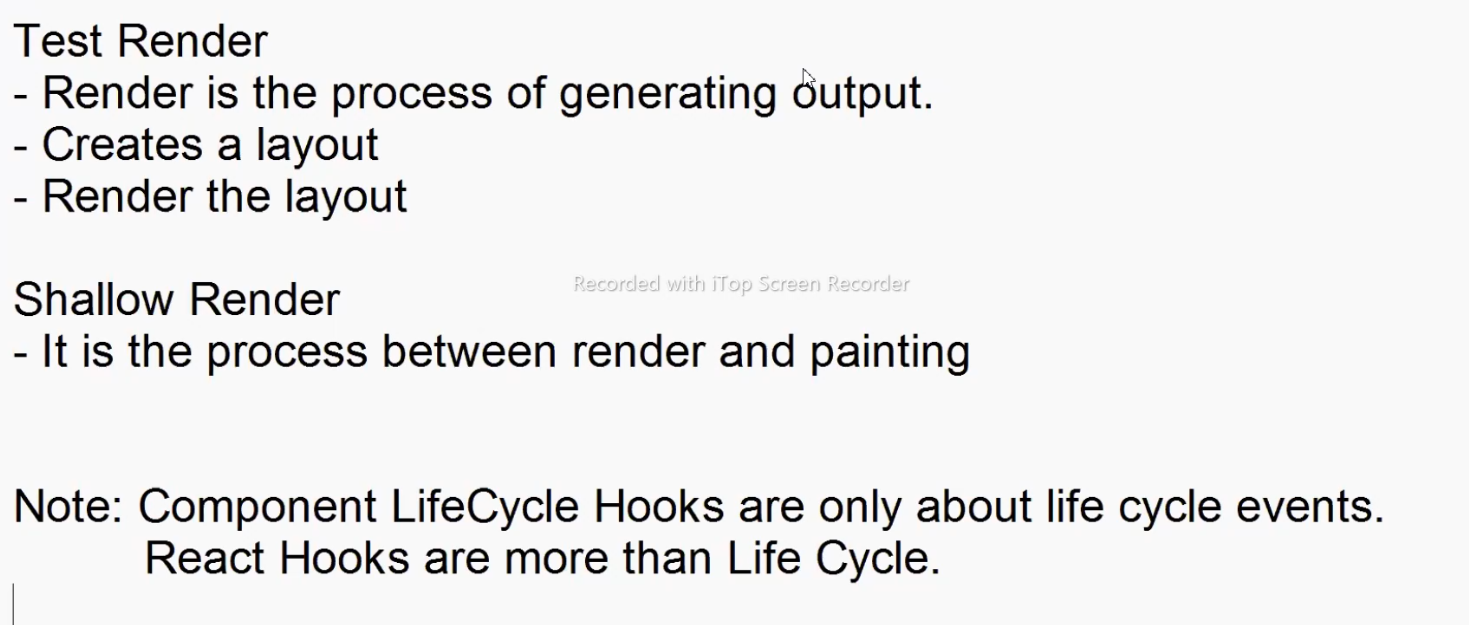 Test Render
- Render is the process of generating output.
- Creates a layout
- Render the layout
Shallow Render
Recorded with iTop Screen Recorder
- It is the process between render and painting
Note: Component LifeCycle Hooks are only about life cycle events.
React Hooks are more than Life Cycle.